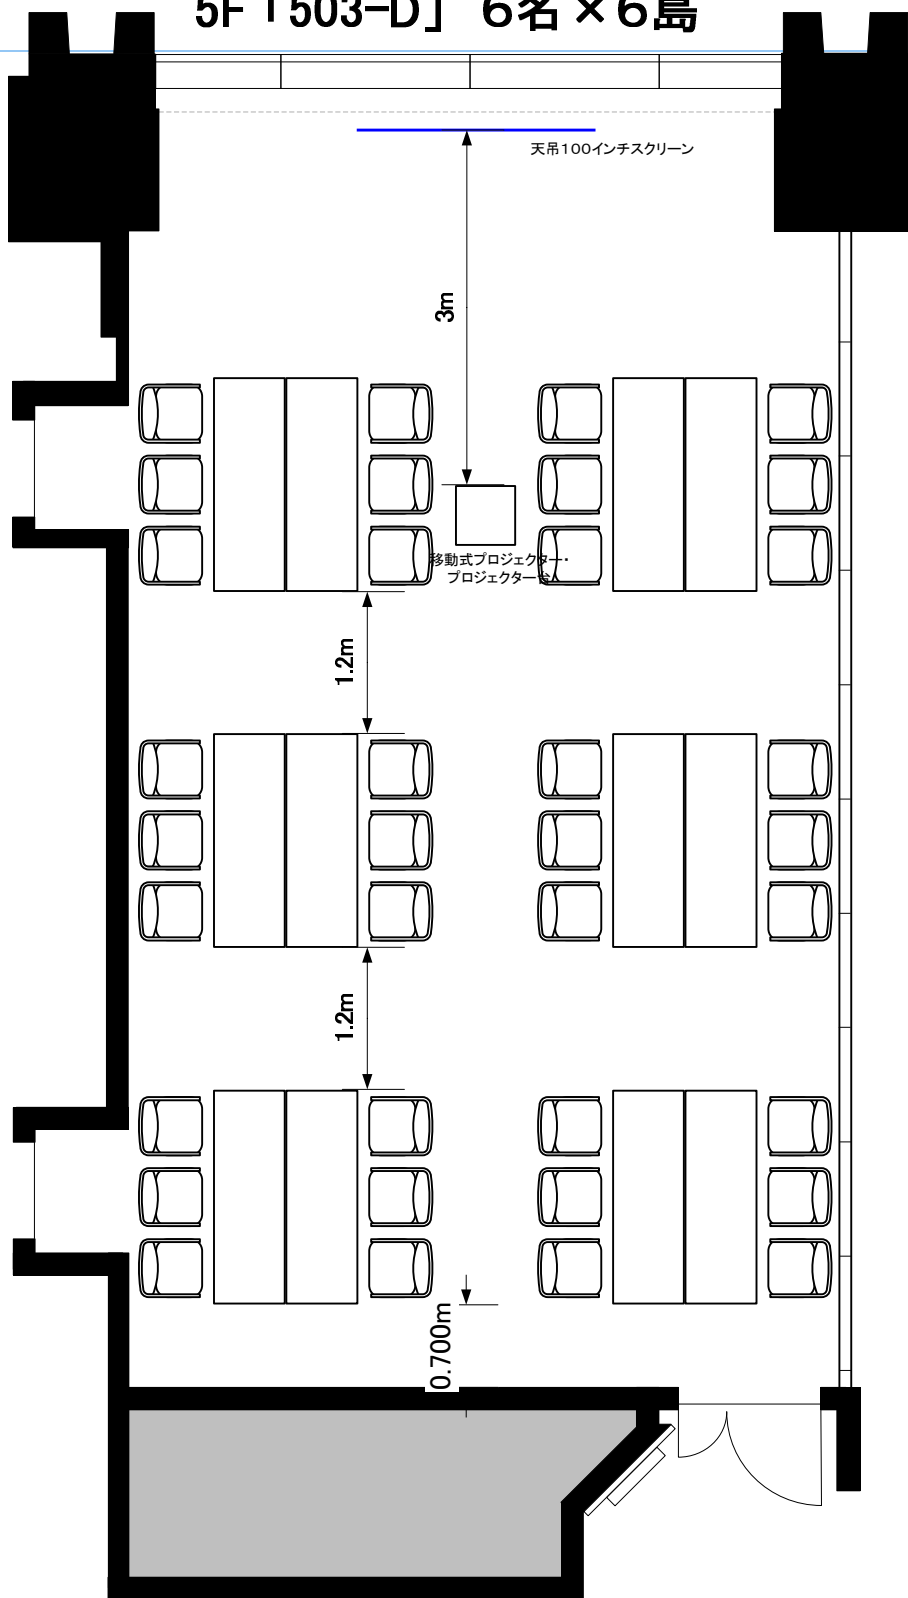 5F「503-D」 6名×6島
天吊100インチスクリーン
3m
移動式プロジェクター・
プロジェクター台
1.2m
1.2m
0.700m